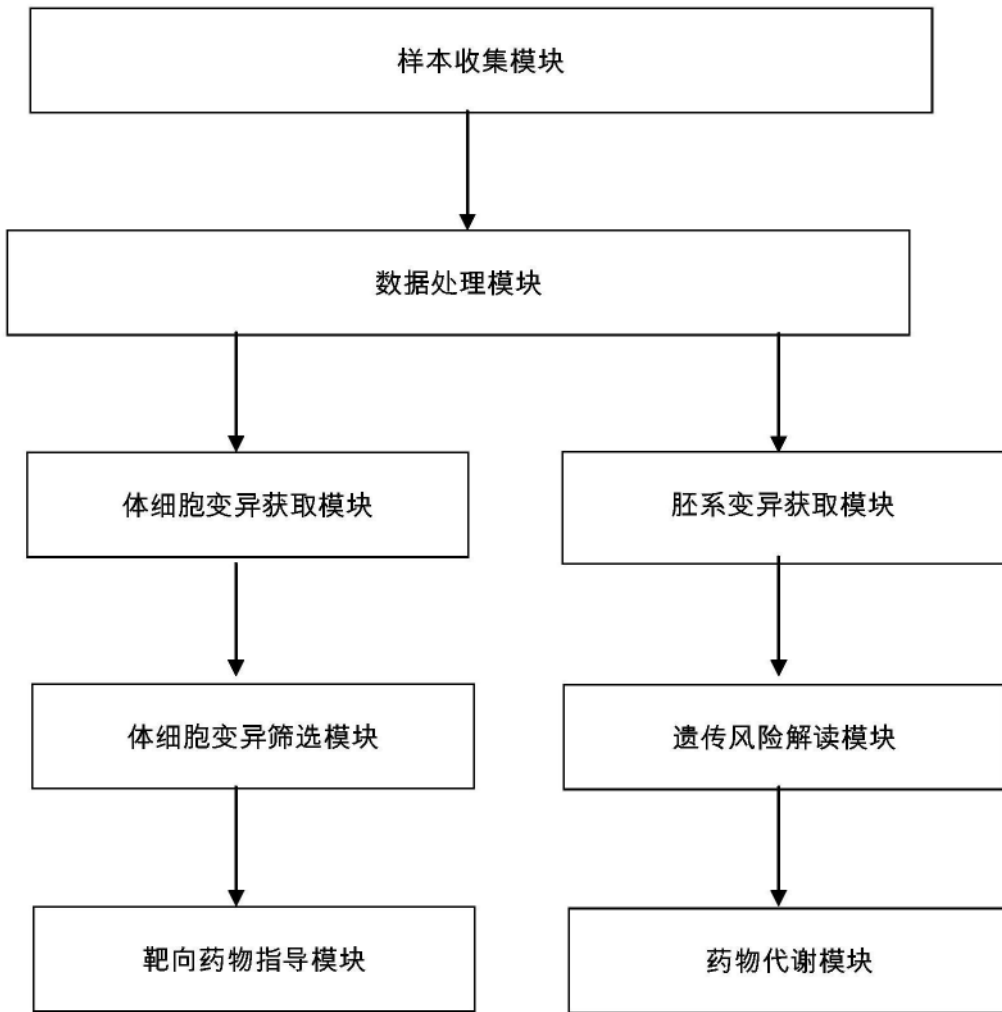 样本收集模块
数据处理模块
体细胞变异获取模块
胚系变异获取模块
体细胞变异筛选模块
遗传风险解读模块
靶向药物指导模块
药物代谢模块